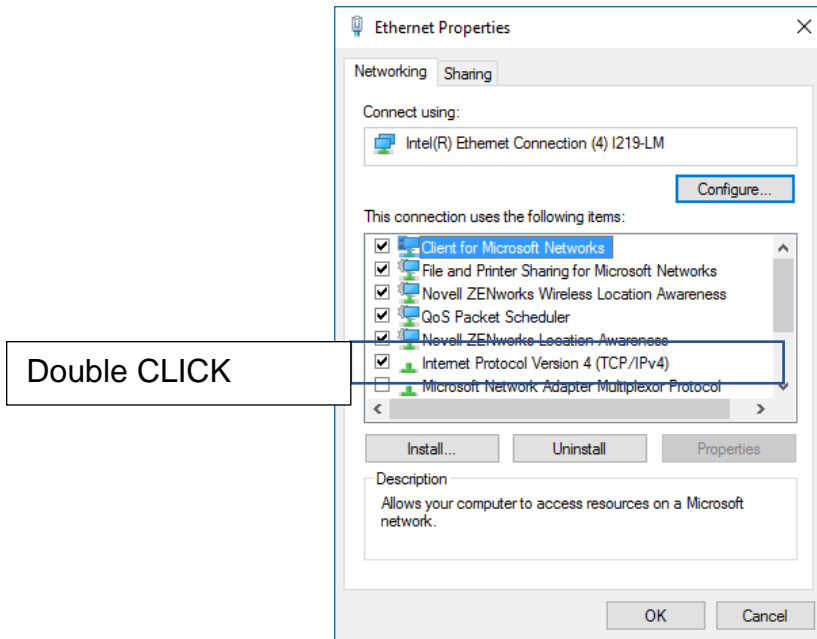 Ethernet Properties
Networking
Sharing
Connect using:
Intel(R) Ethernet Connection (4) I219-LM
Configure...
This connection uses the following items:
Client for Microsoft Networks
File and Printer Sharing for Microsoft Networks
Novell ZENworks Wireless Location Awareness
QoS Packet Scheduler
Novell ZENworks Location Awareness
Internet Protocol Version 4 (TCP/IPv4)
Microsoft Network Adapter Multiplexor Protocol
Double CLICK
Install...
Uninstall
Properties
Description
Allows your computer to access resources on a Microsoft
network.
OK
Cancel